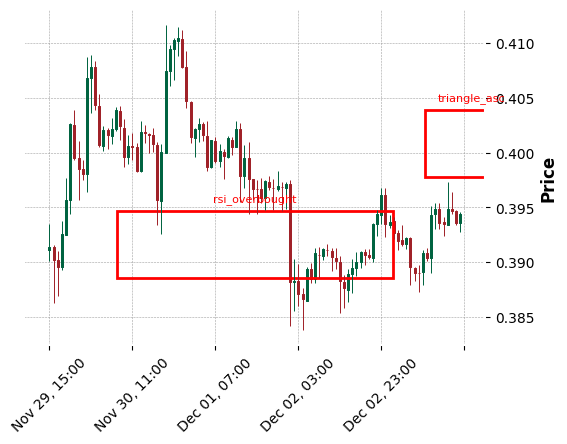 0.410
triangle_asc
0.405
0.400
Price
rsi_overbought
0.395
0.390
0.385
Nov 29, 15:00
Nov 30, 11:00
Dec 01, 07:00
Dec 02, 03:00
Dec 02, 23:00